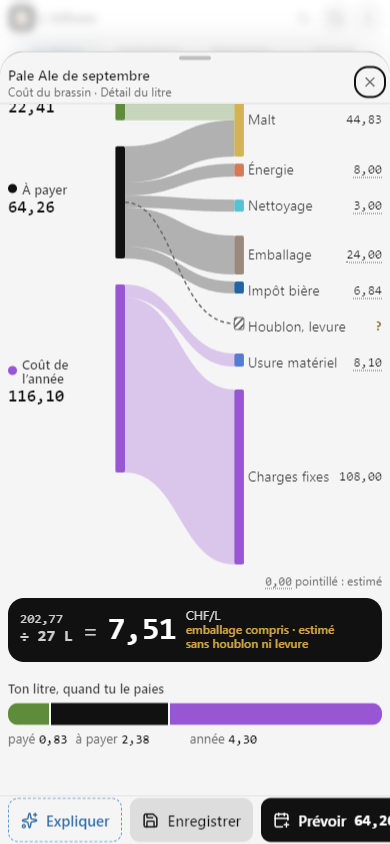 Pale Ale de septembre
Coût du brassin · Détail du litre
22,41
Malt 44,83
À payer
64,26
Énergie 8,00
Nettoyage 3,00
Emballage 24,00
Impôt bière 6,84
Houblon, levure ?
Usure matériel 8,10
Coût de
l'année
116,10
Charges fixes 108,00
0,00 pointillé : estimé
202,77
÷ 27 L
= 7,51
CHF/L
emballage compris · estimé
sans houblon ni levure
Ton litre, quand tu le paies
payé 0,83 à payer 2,38 année 4,30
Expliquer
Enregistrer
Prévoir 64,2